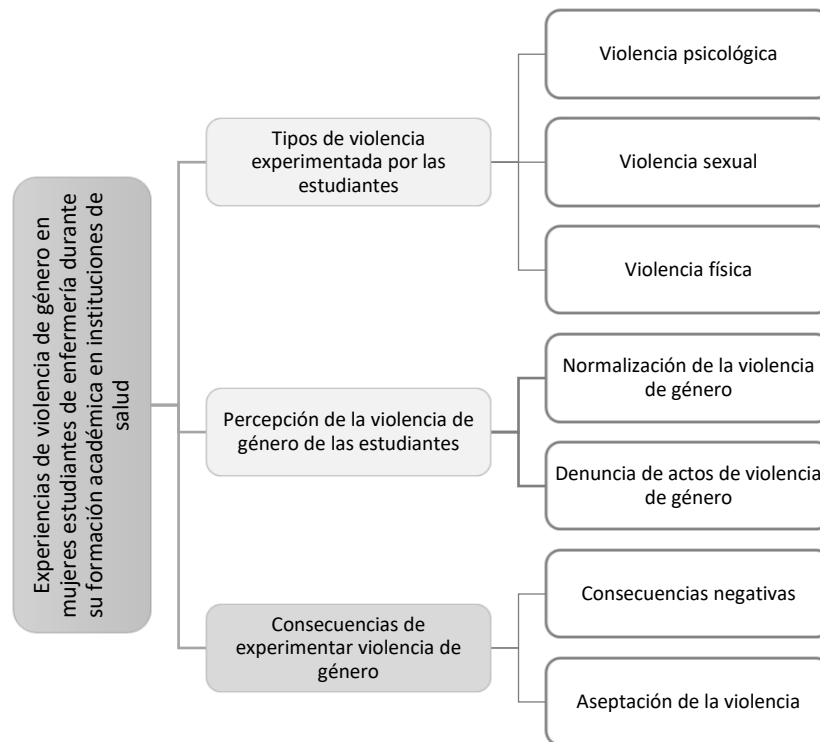 Experiencias de violencia de género en
mujeres estudiantes de enfermería durante
su formación académica en instituciones de
salud
Tipos de violencia
experimentada por las
estudiantes
Violencia psicológica
Violencia sexual
Violencia física
Percepción de la violencia de
género de las estudiantes
Normalización de la violencia
de género
Denuncia de actos de violencia
de género
Consecuencias de
experimentar violencia de
género
Consecuencias negativas
Aseptación de la violencia